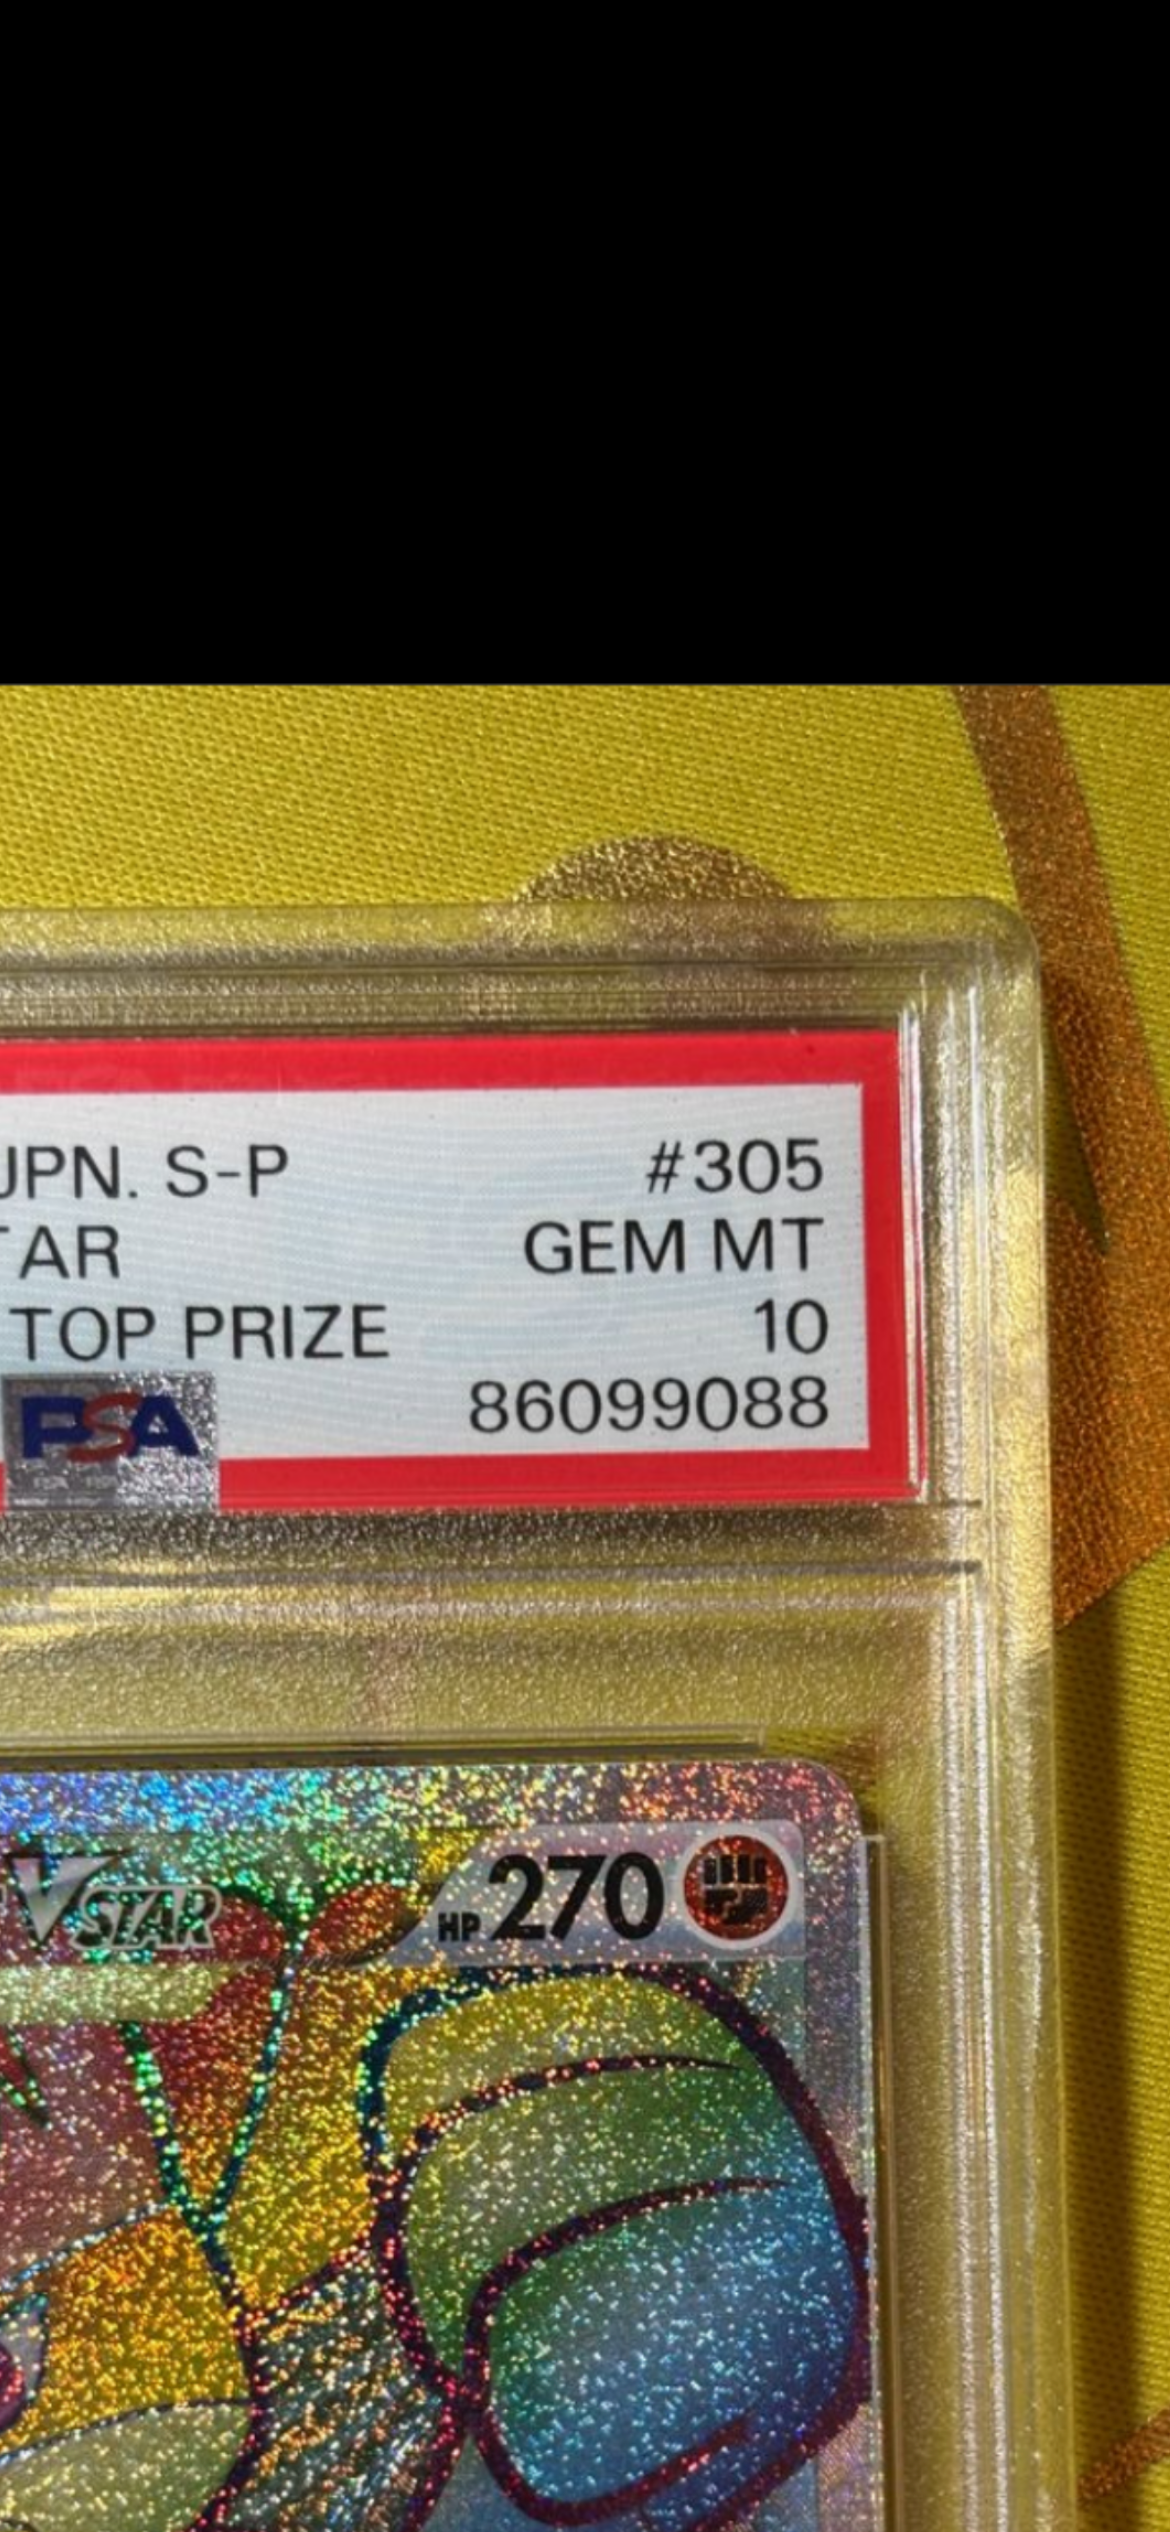 JPN. S-P #305
TAR GEM MT
TOP PRIZE 10
PSA 86099088
VSTAR HP 270